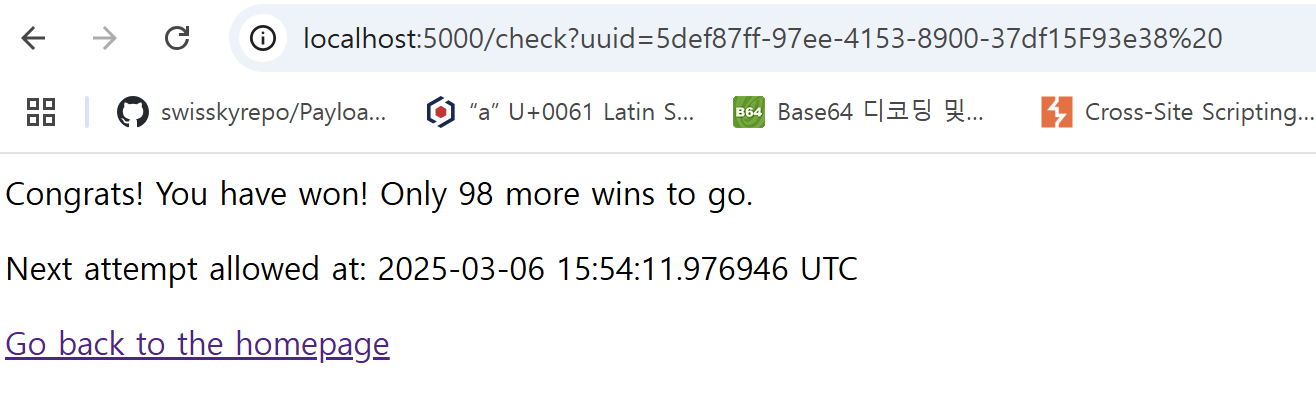 localhost:5000/check?uuid=5def87ff-97ee-4153-8900-37df15F93e38%20
swisskyrepo/Payloa... “a” U+0061 Latin S... B64 Base64 디코딩 및... Cross-Site Scripting...
Congrats! You have won! Only 98 more wins to go.
Next attempt allowed at: 2025-03-06 15:54:11.976946 UTC
Go back to the homepage